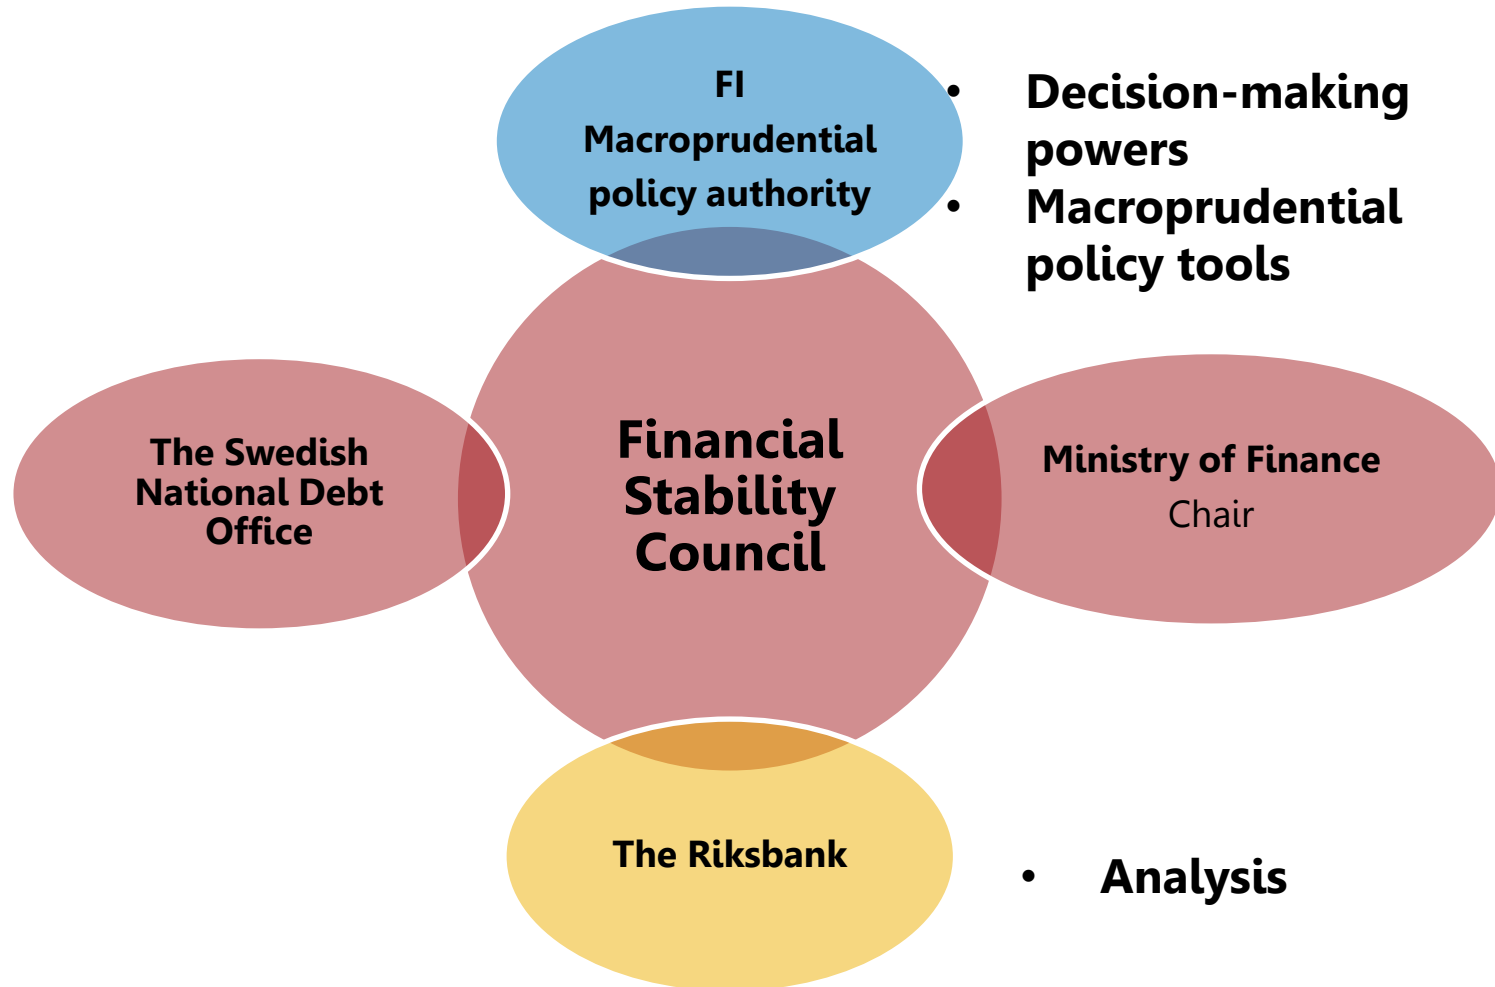 FI
Macroprudential
policy authority
• Decision-making
powers
• Macroprudential
policy tools
The Swedish
National Debt
Office
Financial
Stability
Council
Ministry of Finance
Chair
The Riksbank
• Analysis